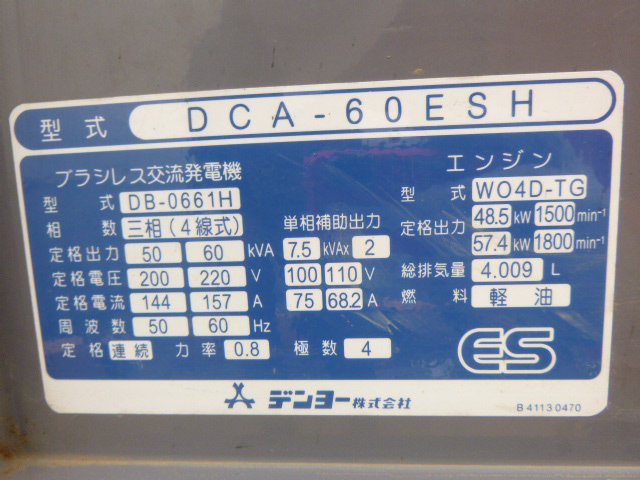 型式 DCA-60ESH
ブラシレス交流発電機
型式 DB-0661H
相数 三相(4線式) 単相補助出力
定格出力 50 60 kVA 7.5 kVAx 2
定格電圧 200 220 V 100 110 V
定格電流 144 157 A 75 68.2 A
周波数 50 60 Hz
定格 連続 力率 0.8 極数 4
エンジン
型式 WO4D-TG
定格出力 48.5 kW 1500 min⁻¹
57.4 kW 1800 min⁻¹
総排気量 4.009 L
燃料 軽油
ES
デンヨー株式会社
B41130470